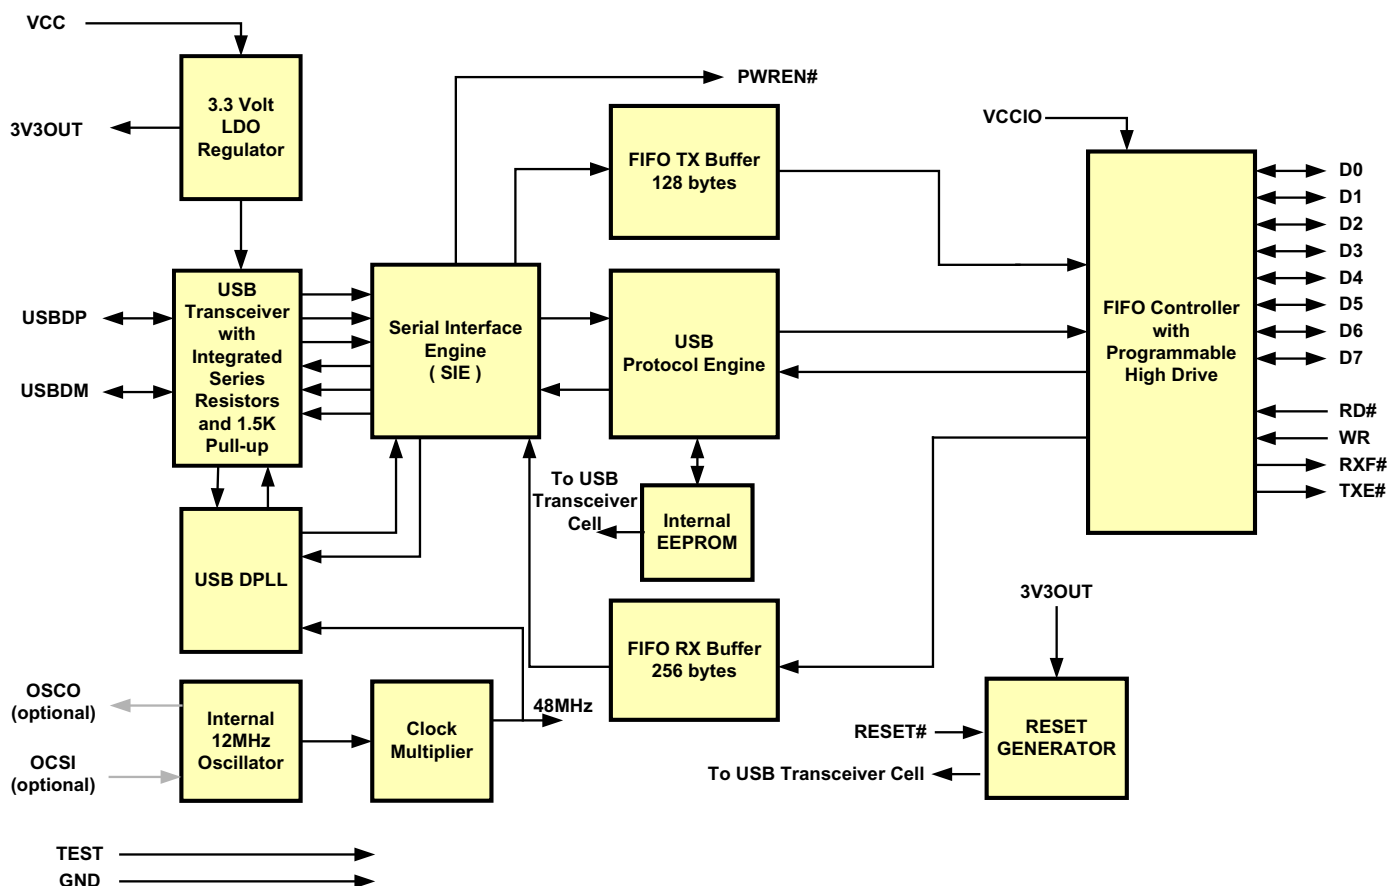 VCC
3V3OUT
3.3 Volt
LDO
Regulator
PWREN#
FIFO TX Buffer
128 bytes
VCCIO
USBDP
USBDM
USB
Transceiver
with
Integrated
Series
Resistors
and 1.5K
Pull-up
Serial Interface
Engine
( SIE )
USB
Protocol Engine
FIFO Controller
with
Programmable
High Drive
D0
D1
D2
D3
D4
D5
D6
D7
RD#
WR
RXF#
TXE#
To USB
Transceiver
Cell
Internal
EEPROM
USB DPLL
FIFO RX Buffer
256 bytes
3V3OUT
RESET#
RESET
GENERATOR
To USB Transceiver Cell
OSCO
(optional)
OCSI
(optional)
Internal
12MHz
Oscillator
Clock
Multiplier
48MHz
TEST
GND